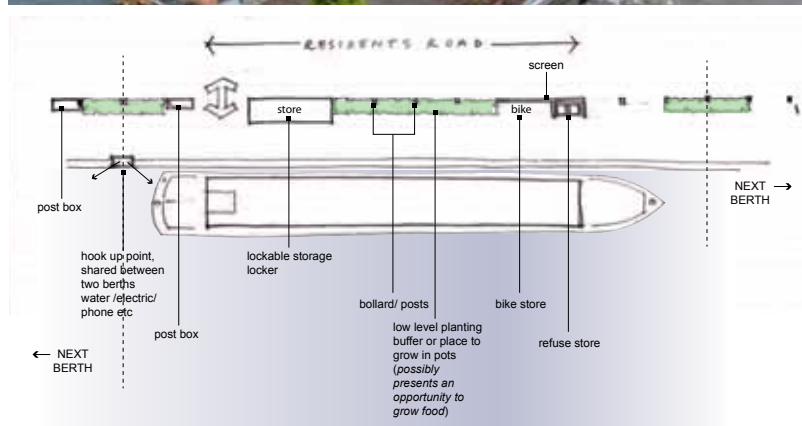 RESIDENTS ROAD
screen
store
bike
post box
NEXT →
BERTH
hook up point,
shared between
two berths
water /electric/
phone etc
lockable storage
locker
bollard/ posts
bike store
post box
low level planting
buffer or place to
grow in pots
(possibly
presents an
opportunity to
grow food)
refuse store
← NEXT
BERTH